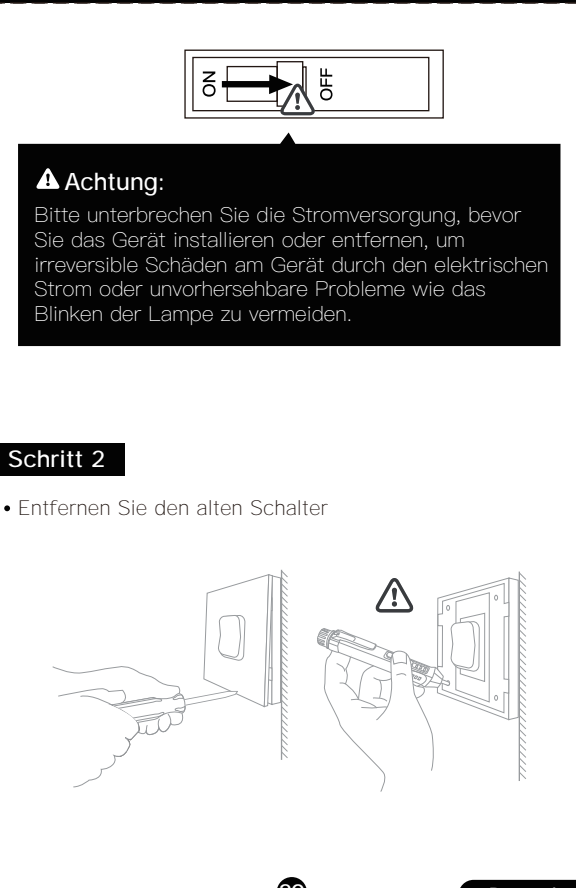 ON
OFF
Achtung:
Bitte unterbrechen Sie die Stromversorgung, bevor
Sie das Gerät installieren oder entfernen, um
irreversible Schäden am Gerät durch den elektrischen
Strom oder unvorhersehbare Probleme wie das
Blinken der Lampe zu vermeiden.
Schritt 2
• Entfernen Sie den alten Schalter